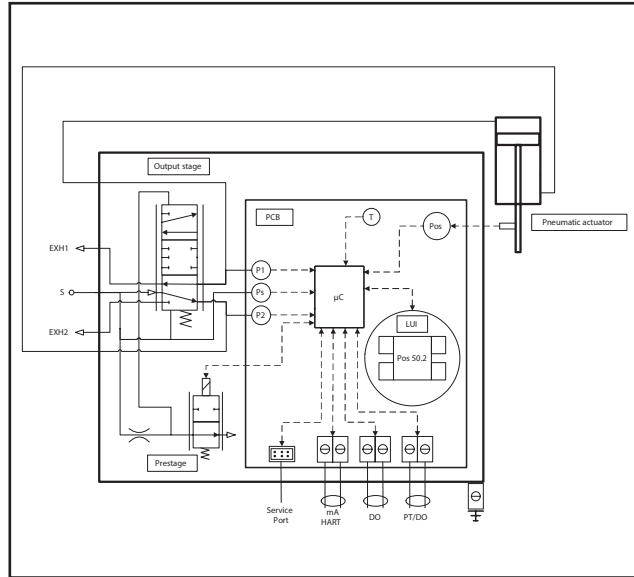 Output stage
PCB
T
Pos
Pneumatic actuator
EXH1
P1
S
Ps
µC
EXH2
P2
LUI
Pos 50.2
Prestage
Service
Port
mA
HART
DO
PT/DO